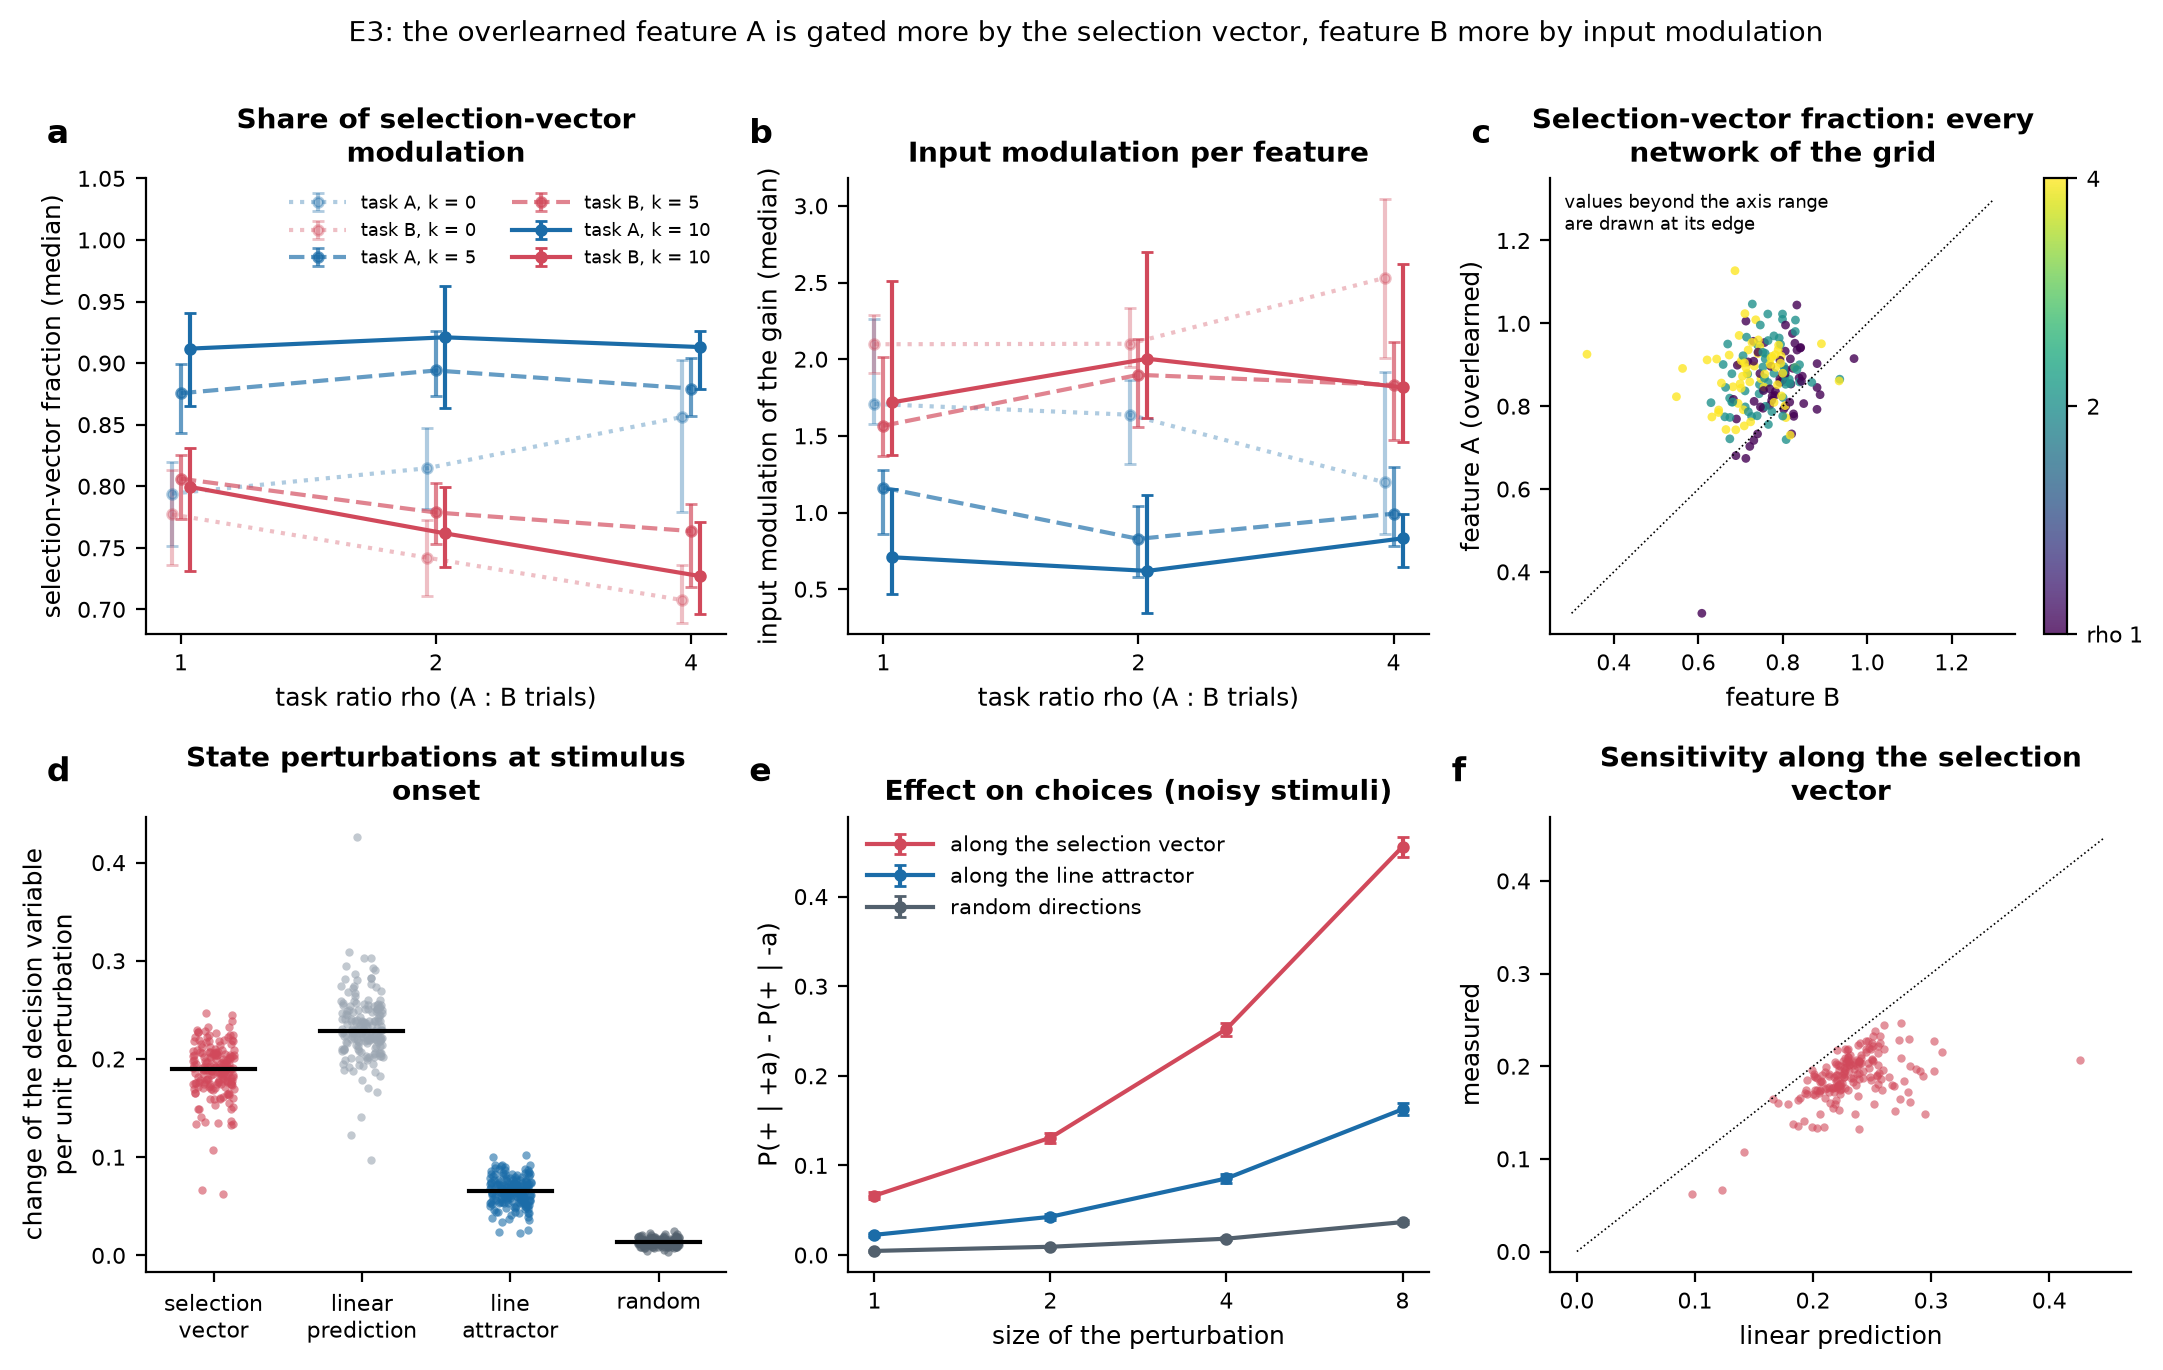 E3: the overlearned feature A is gated more by the selection vector, feature B more by input modulation
a
Share of selection-vector
modulation
selection-vector fraction (median)
1.05
1.00
0.95
0.90
0.85
0.80
0.75
0.70
task A, k = 0
task B, k = 0
task A, k = 5
task B, k = 5
task A, k = 10
task B, k = 10
1
2
4
task ratio rho (A : B trials)
b
Input modulation per feature
input modulation of the gain (median)
3.0
2.5
2.0
1.5
1.0
0.5
1
2
4
task ratio rho (A : B trials)
c
Selection-vector fraction: every
network of the grid
values beyond the axis range
are drawn at its edge
feature A (overlearned)
1.2
1.0
0.8
0.6
0.4
0.4
0.6
0.8
1.0
1.2
feature B
4
2
rho 1
d
State perturbations at stimulus
onset
change of the decision variable
per unit perturbation
0.4
0.3
0.2
0.1
0.0
selection
vector
linear
prediction
line
attractor
random
e
Effect on choices (noisy stimuli)
along the selection vector
along the line attractor
random directions
P(+ | +a) - P(+ | -a)
0.4
0.3
0.2
0.1
0.0
1
2
4
8
size of the perturbation
f
Sensitivity along the selection
vector
measured
0.4
0.3
0.2
0.1
0.0
0.0
0.1
0.2
0.3
0.4
linear prediction